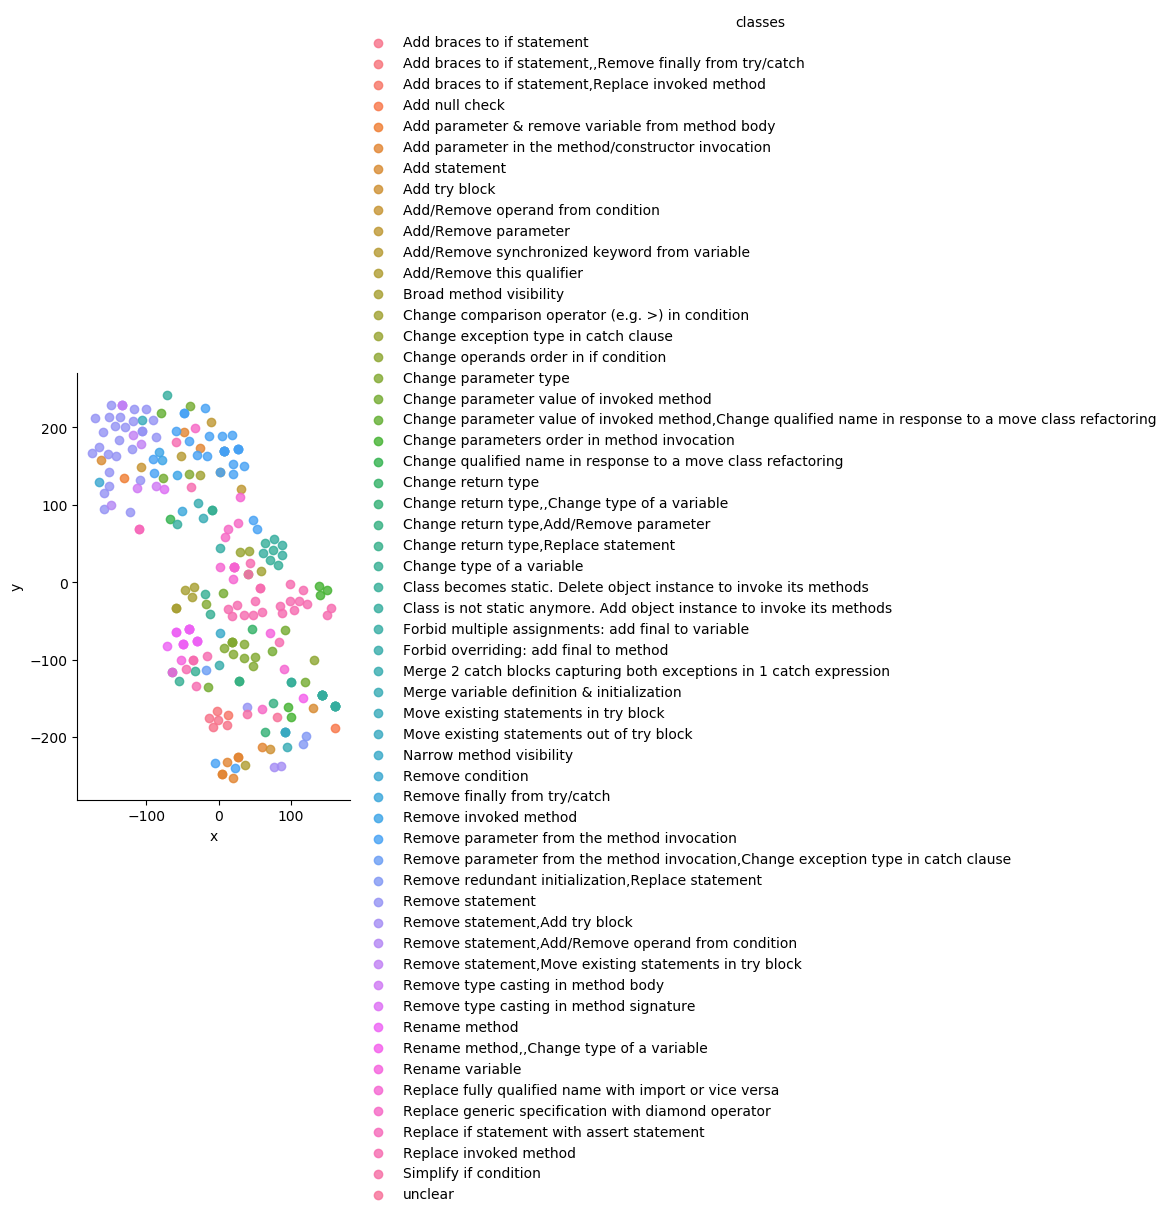 classes
Add braces to if statement
Add braces to if statement,,Remove finally from try/catch
Add braces to if statement,Replace invoked method
Add null check
Add parameter & remove variable from method body
Add parameter in the method/constructor invocation
Add statement
Add try block
Add/Remove operand from condition
Add/Remove parameter
Add/Remove synchronized keyword from variable
Add/Remove this qualifier
Broad method visibility
Change comparison operator (e.g. >) in condition
Change exception type in catch clause
Change operands order in if condition
Change parameter type
Change parameter value of invoked method
Change parameter value of invoked method,Change qualified name in response to a move class refactoring
Change parameters order in method invocation
Change qualified name in response to a move class refactoring
Change return type
Change return type,,Change type of a variable
Change return type,Add/Remove parameter
Change return type,Replace statement
Change type of a variable
Class becomes static. Delete object instance to invoke its methods
Class is not static anymore. Add object instance to invoke its methods
Forbid multiple assignments: add final to variable
Forbid overriding: add final to method
Merge 2 catch blocks capturing both exceptions in 1 catch expression
Merge variable definition & initialization
Move existing statements in try block
Move existing statements out of try block
Narrow method visibility
Remove condition
Remove finally from try/catch
Remove invoked method
Remove parameter from the method invocation
Remove parameter from the method invocation,Change exception type in catch clause
Remove redundant initialization,Replace statement
Remove statement
Remove statement,Add try block
Remove statement,Add/Remove operand from condition
Remove statement,Move existing statements in try block
Remove type casting in method body
Remove type casting in method signature
Rename method
Rename method,,Change type of a variable
Rename variable
Replace fully qualified name with import or vice versa
Replace generic specification with diamond operator
Replace if statement with assert statement
Replace invoked method
Simplify if condition
unclear
200
100
0
−100
−200
y
−100 0 100
x